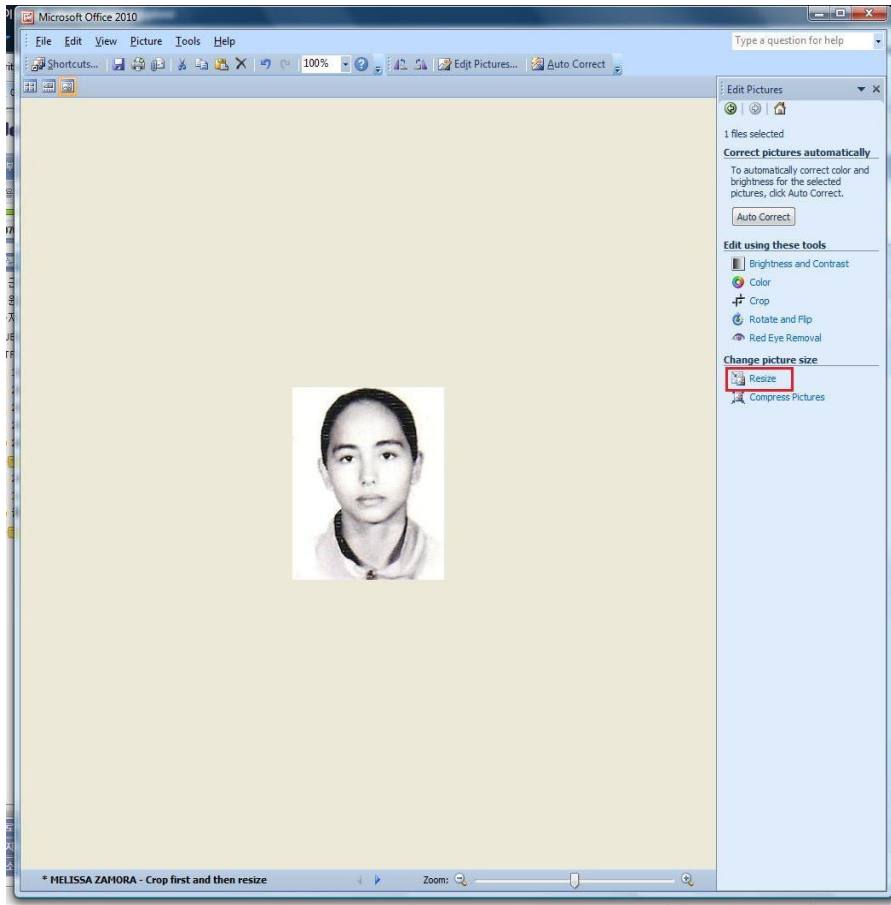 Microsoft Office 2010
File Edit View Picture Tools Help
Type a question for help
Shortcuts... 100% Edit Pictures... Auto Correct
Edit Pictures
1 files selected
Correct pictures automatically
To automatically correct color and
brightness for the selected
pictures, click Auto Correct.
Auto Correct
Edit using these tools
Brightness and Contrast
Color
Crop
Rotate and Flip
Red Eye Removal
Change picture size
Resize
Compress Pictures
* MELISSA ZAMORA - Crop first and then resize
Zoom: